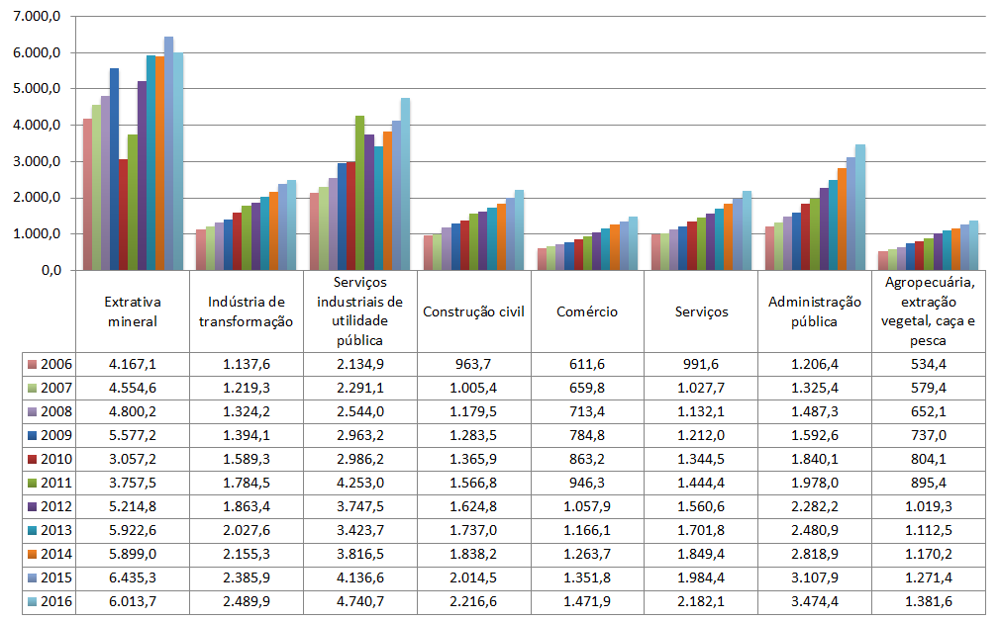 7.000,0
6.000,0
5.000,0
4.000,0
3.000,0
2.000,0
1.000,0
0,0
Extrativa mineral
Indústria de transformação
Serviços industriais de utilidade pública
Construção civil
Comércio
Serviços
Administração pública
Agropecuária, extração vegetal, caça e pesca
2006 4.167,1 1.137,6 2.134,9 963,7 611,6 991,6 1.206,4 534,4
2007 4.554,6 1.219,3 2.291,1 1.005,4 659,8 1.027,7 1.325,4 579,4
2008 4.800,2 1.324,2 2.544,0 1.179,5 713,4 1.132,1 1.487,3 652,1
2009 5.577,2 1.394,1 2.963,2 1.283,5 784,8 1.212,0 1.592,6 737,0
2010 3.057,2 1.589,3 2.986,2 1.365,9 863,2 1.344,5 1.840,1 804,1
2011 3.757,5 1.784,5 4.253,0 1.566,8 946,3 1.444,4 1.978,0 895,4
2012 5.214,8 1.863,4 3.747,5 1.624,8 1.057,9 1.560,6 2.282,2 1.019,3
2013 5.922,6 2.027,6 3.423,7 1.737,0 1.166,1 1.701,8 2.480,9 1.112,5
2014 5.899,0 2.155,3 3.816,5 1.838,2 1.263,7 1.849,4 2.818,9 1.170,2
2015 6.435,3 2.385,9 4.136,6 2.014,5 1.351,8 1.984,4 3.107,9 1.271,4
2016 6.013,7 2.489,9 4.740,7 2.216,6 1.471,9 2.182,1 3.474,4 1.381,6